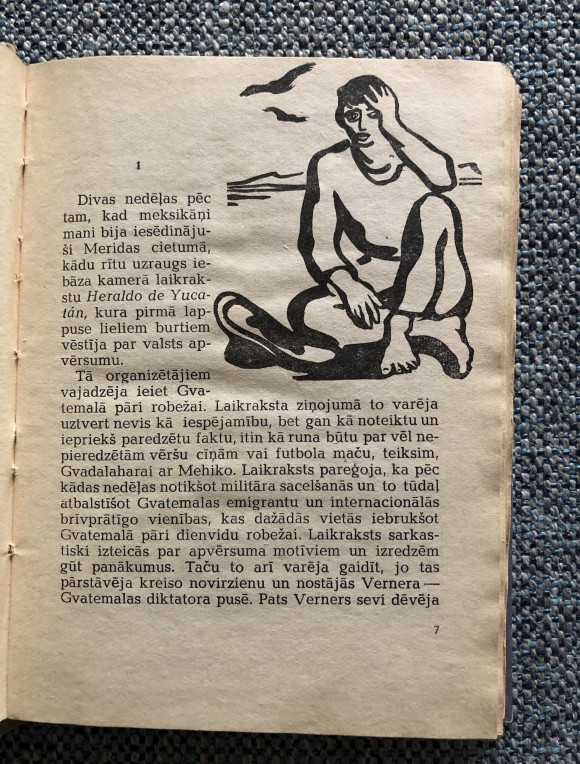 1
Divas nedēļas pēc
tam, kad meksikāņi
mani bija iesēdināju-
ši Meridas cietumā,
kādu rītu uzraugs ie-
bāza kamerā laikrak-
stu Heraldo de Yuca-
tán, kura pirmā lap-
puse lieliem burtiem
vēstīja par valsts ap-
vērsumu.
Tā organizētājiem
vajadzēja ieiet Gva-
temalā pāri robežai. Laikraksta ziņojumā to varēja
uztvert nevis kā iespējamību, bet gan kā noteiktu un
iepriekš paredzētu faktu, itin kā runa būtu par vēl ne-
pieredzētām vēršu cīņām vai futbola maču, teiksim,
Gvadalaharai ar Mehiko. Laikraksts pareģoja, ka pēc
kādas nedēļas notikšot militāra sacelšanās un to tūdaļ
atbalstīšot Gvatemalas emigrantu un internacionālās
brīvprātīgo vienības, kas dažādās vietās iebrukšot
Gvatemalā pāri dienvidu robežai. Laikraksts sarkas-
tiski izteicās par apvērsuma motīviem un izredzēm
gūt panākumus. Taču to arī varēja gaidīt, jo tas
pārstāvēja kreiso novirzienu un nostājās Vernera —
Gvatemalas diktatora pusē. Pats Verners sevi dēvēja
7